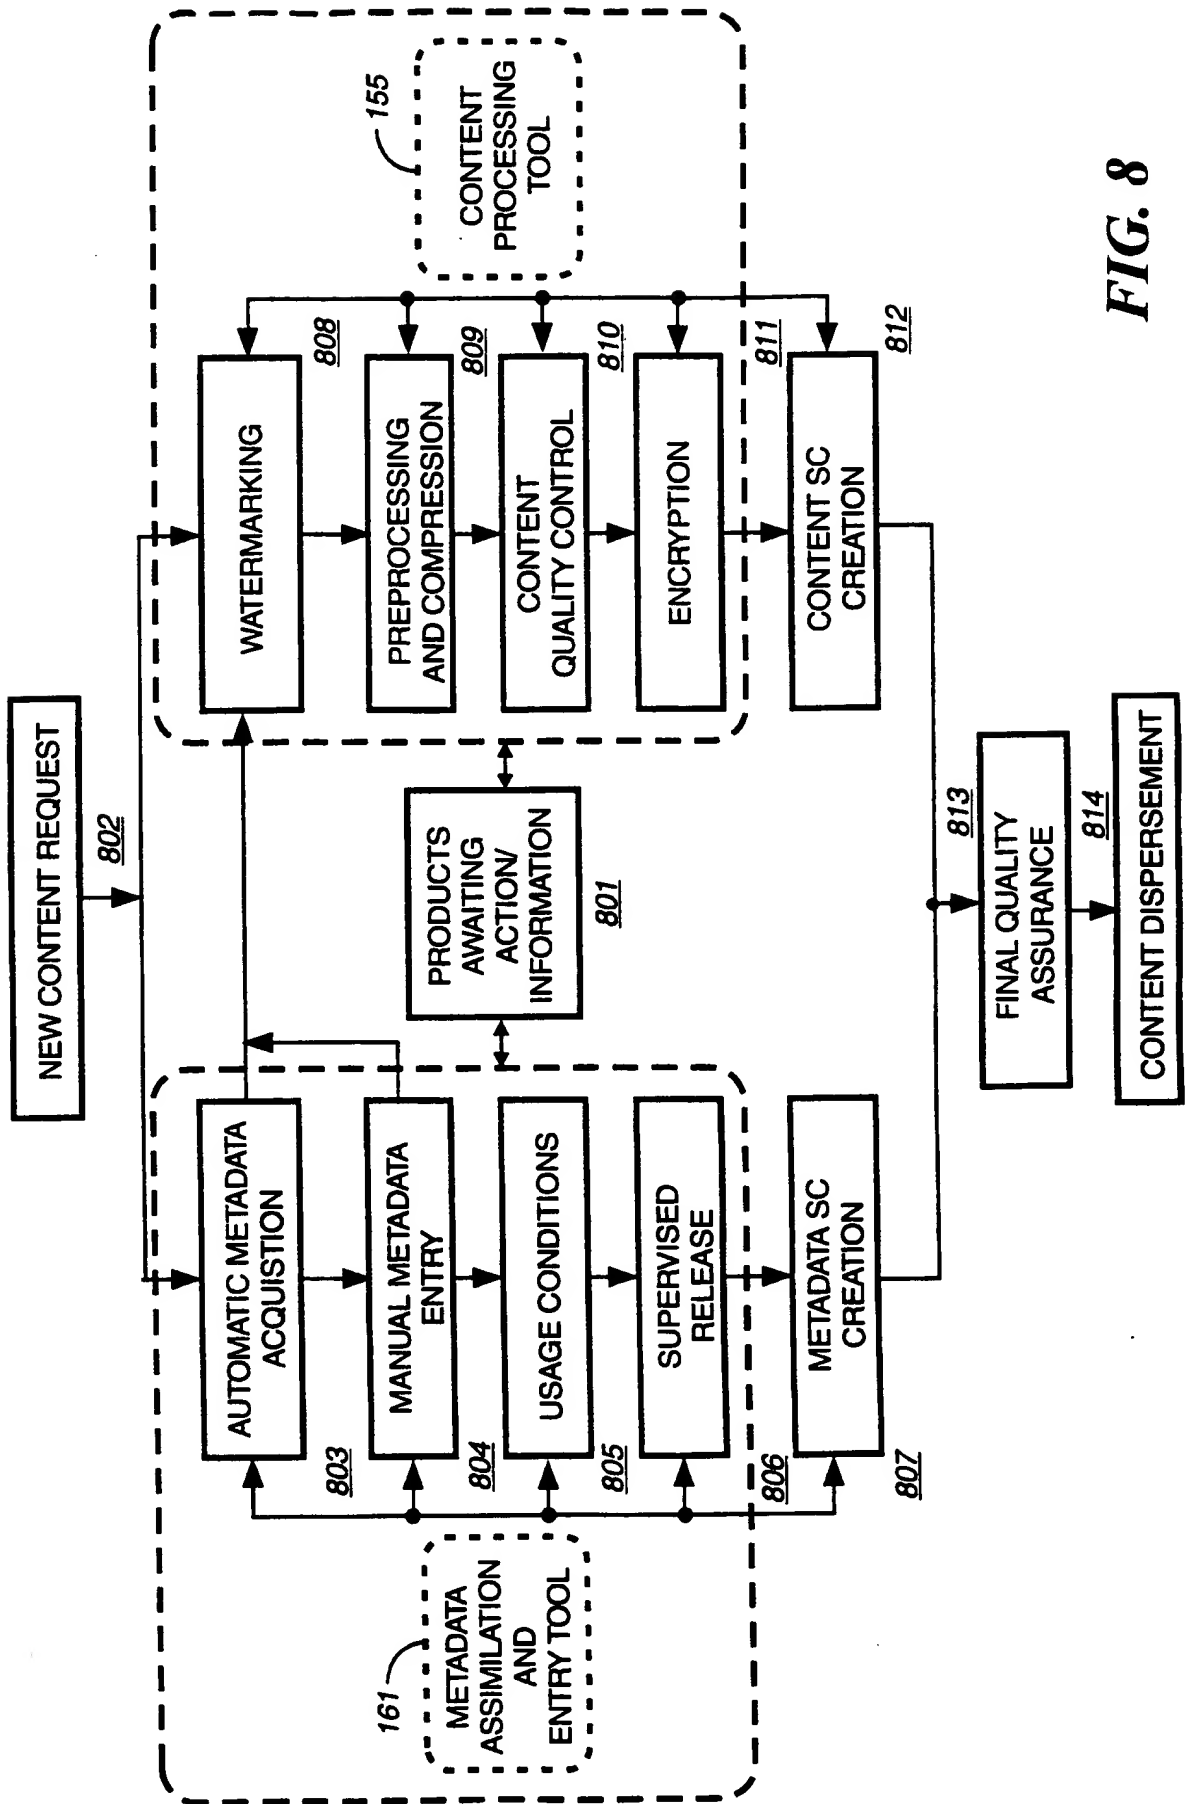 NEW CONTENT REQUEST
802
AUTOMATIC METADATA
ACQUISTION
803
MANUAL METADATA
ENTRY
804
USAGE CONDITIONS
805
SUPERVISED
RELEASE
806
METADATA SC
CREATION
807
161
METADATA
ASSIMILATION
AND
ENTRY TOOL
PRODUCTS
AWAITING
ACTION/
INFORMATION
801
WATERMARKING
808
PREPROCESSING
AND COMPRESSION
809
CONTENT
QUALITY CONTROL
810
ENCRYPTION
811
CONTENT SC
CREATION
812
155
CONTENT
PROCESSING
TOOL
813
FINAL QUALITY
ASSURANCE
814
CONTENT DISPERSEMENT
FIG. 8